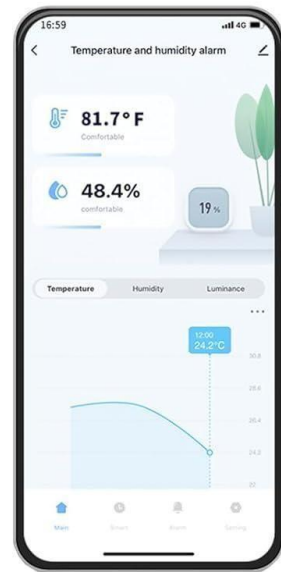 16:59
4G
Temperature and humidity alarm
81.7°F
Comfortable
48.4%
comfortable
19 %
Temperature Humidity Luminance
12:00
24.2°C
30.8
28.6
26.4
24.2
22
Main Smart Alarm Setting